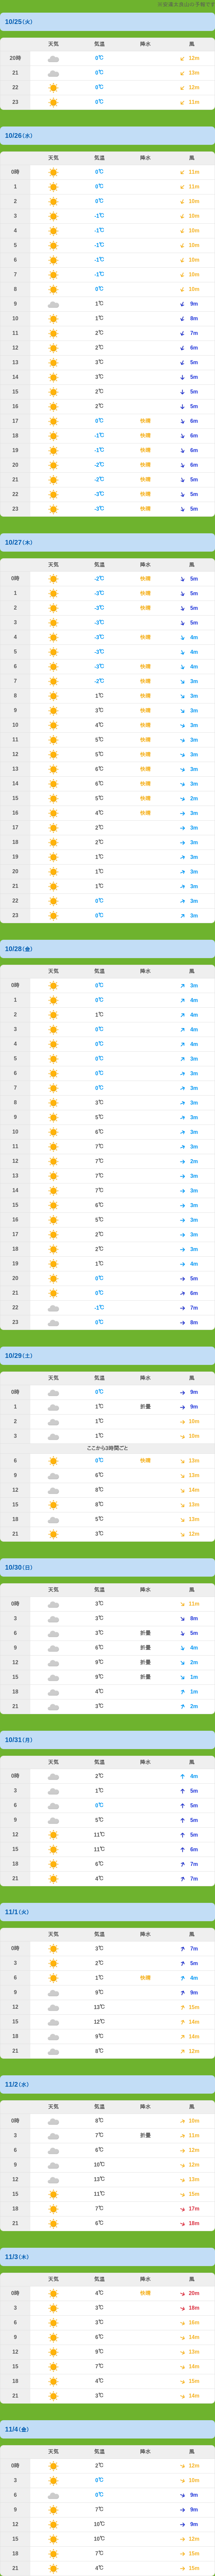 10/25(火)
天気 気温 降水 風
20時 0℃ 12m
21 0℃ 13m
22 0℃ 12m
23 0℃ 11m
10/26(水)
天気 気温 降水 風
0時 0℃ 11m
1 0℃ 11m
2 0℃ 10m
3 -1℃ 10m
4 -1℃ 10m
5 -1℃ 10m
6 -1℃ 10m
7 -1℃ 10m
8 0℃ 10m
9 1℃ 9m
10 1℃ 8m
11 2℃ 7m
12 2℃ 6m
13 3℃ 5m
14 3℃ 5m
15 2℃ 5m
16 2℃ 5m
17 0℃ 快晴 6m
18 -1℃ 快晴 6m
19 -1℃ 快晴 6m
20 -2℃ 快晴 6m
21 -2℃ 快晴 5m
22 -3℃ 快晴 5m
23 -3℃ 快晴 5m
10/27(木)
天気 気温 降水 風
0時 -2℃ 快晴 5m
1 -3℃ 快晴 5m
2 -3℃ 快晴 5m
3 -3℃ 5m
4 -3℃ 快晴 4m
5 -3℃ 快晴 4m
6 -3℃ 快晴 4m
7 -2℃ 快晴 3m
8 1℃ 快晴 3m
9 3℃ 快晴 3m
10 4℃ 快晴 3m
11 5℃ 快晴 3m
12 5℃ 快晴 3m
13 6℃ 快晴 3m
14 6℃ 快晴 3m
15 5℃ 快晴 2m
16 4℃ 快晴 3m
17 2℃ 3m
18 2℃ 3m
19 1℃ 3m
20 1℃ 3m
21 1℃ 3m
22 0℃ 3m
23 0℃ 3m
10/28(金)
天気 気温 降水 風
0時 0℃ 3m
1 0℃ 4m
2 1℃ 4m
3 0℃ 4m
4 0℃ 4m
5 0℃ 3m
6 0℃ 3m
7 0℃ 3m
8 3℃ 3m
9 5℃ 3m
10 6℃ 3m
11 7℃ 3m
12 7℃ 2m
13 7℃ 3m
14 7℃ 3m
15 6℃ 3m
16 5℃ 3m
17 2℃ 3m
18 2℃ 3m
19 1℃ 4m
20 0℃ 5m
21 0℃ 6m
22 -1℃ 7m
23 0℃ 8m
10/29(土)
天気 気温 降水 風
0時 0℃ 9m
1 1℃ 折曇 9m
2 1℃ 10m
3 1℃ 10m
ここから3時間ごと
6 0℃ 快晴 13m
9 6℃ 13m
12 8℃ 14m
15 8℃ 13m
18 5℃ 13m
21 3℃ 12m
10/30(日)
天気 気温 降水 風
0時 3℃ 11m
3 3℃ 8m
6 3℃ 折曇 5m
9 6℃ 折曇 4m
12 9℃ 折曇 2m
15 9℃ 折曇 1m
18 4℃ 1m
21 3℃ 2m
10/31(月)
天気 気温 降水 風
0時 2℃ 4m
3 1℃ 5m
6 0℃ 5m
9 5℃ 5m
12 11℃ 5m
15 11℃ 6m
18 6℃ 7m
21 4℃ 7m
11/1(火)
天気 気温 降水 風
0時 3℃ 7m
3 2℃ 5m
6 1℃ 快晴 4m
9 9℃ 9m
12 13℃ 15m
15 12℃ 14m
18 9℃ 14m
21 8℃ 12m
11/2(水)
天気 気温 降水 風
0時 8℃ 10m
3 7℃ 折曇 11m
6 6℃ 12m
9 10℃ 12m
12 13℃ 13m
15 11℃ 15m
18 7℃ 17m
21 6℃ 18m
11/3(木)
天気 気温 降水 風
0時 4℃ 快晴 20m
3 3℃ 18m
6 3℃ 16m
9 6℃ 14m
12 9℃ 13m
15 7℃ 14m
18 4℃ 15m
21 3℃ 14m
11/4(金)
天気 気温 降水 風
0時 2℃ 12m
3 0℃ 10m
6 0℃ 9m
9 7℃ 9m
12 10℃ 9m
15 10℃ 12m
18 7℃ 15m
21 4℃ 15m